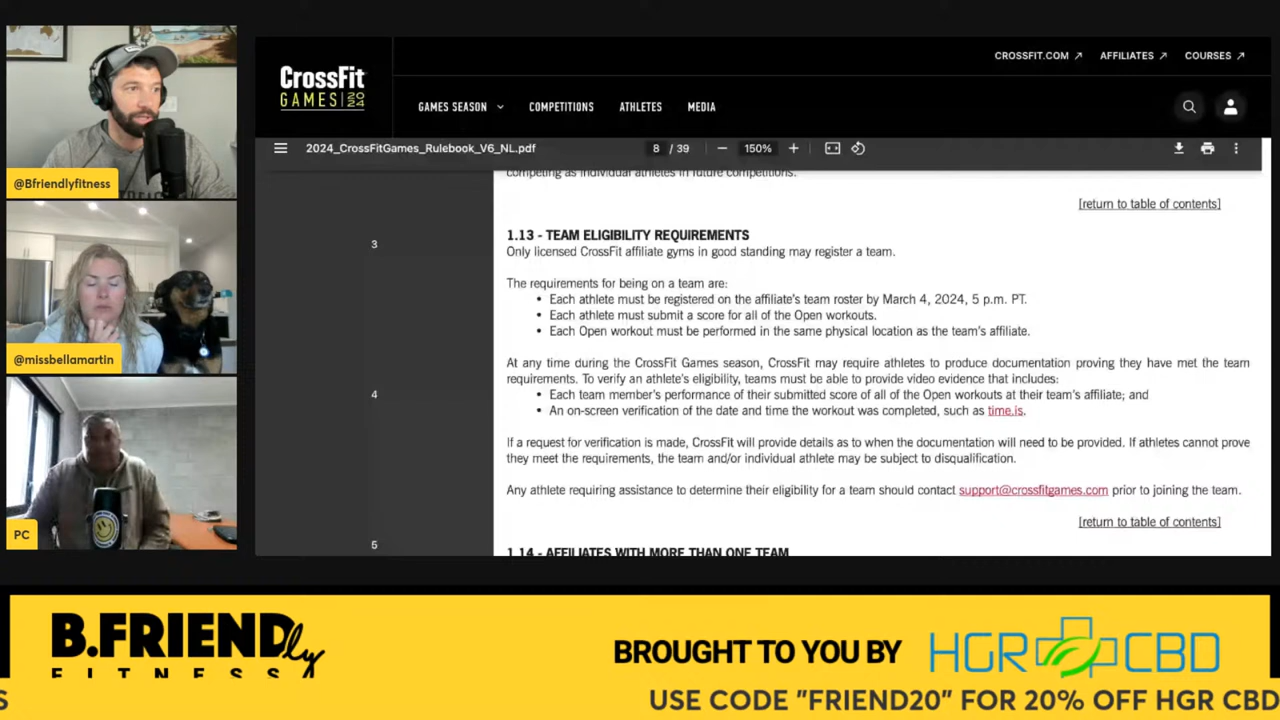 @Bfriendlyfitness
@missbellamartin
PC
CrossFit
GAMES 2024
CROSSFIT.COM ↗ AFFILIATES ↗ COURSES ↗
GAMES SEASON COMPETITIONS ATHLETES MEDIA
2024_CrossFitGames_Rulebook_V6_NL.pdf 8 / 39 − 150% +
3
4
5
competing as individual athletes in future competitions.
[return to table of contents]
1.13 - TEAM ELIGIBILITY REQUIREMENTS
Only licensed CrossFit affiliate gyms in good standing may register a team.
The requirements for being on a team are:
• Each athlete must be registered on the affiliate's team roster by March 4, 2024, 5 p.m. PT.
• Each athlete must submit a score for all of the Open workouts.
• Each Open workout must be performed in the same physical location as the team's affiliate.
At any time during the CrossFit Games season, CrossFit may require athletes to produce documentation proving they have met the team
requirements. To verify an athlete's eligibility, teams must be able to provide video evidence that includes:
• Each team member's performance of their submitted score of all of the Open workouts at their team's affiliate; and
• An on-screen verification of the date and time the workout was completed, such as time.is.
If a request for verification is made, CrossFit will provide details as to when the documentation will need to be provided. If athletes cannot prove
they meet the requirements, the team and/or individual athlete may be subject to disqualification.
Any athlete requiring assistance to determine their eligibility for a team should contact support@crossfitgames.com prior to joining the team.
[return to table of contents]
1.14 - AFFILIATES WITH MORE THAN ONE TEAM
B.FRIENDly
FITNESS
BROUGHT TO YOU BY
HGR CBD
S USE CODE "FRIEND20" FOR 20% OFF HGR CBD